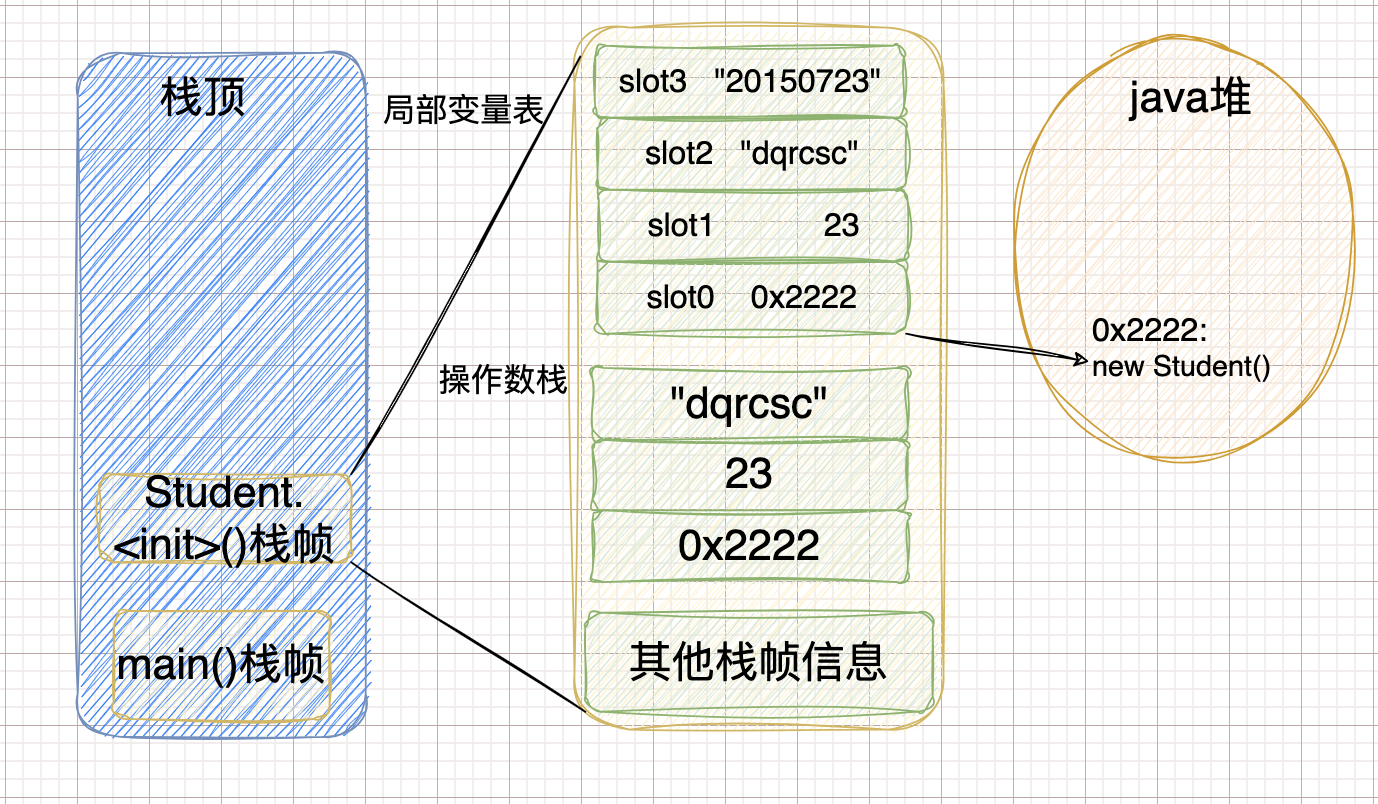 栈顶
Student.
<init>()栈帧
main()栈帧
局部变量表
操作数栈
slot3 "20150723"
slot2 "dqrcsc"
slot1 23
slot0 0x2222
"dqrcsc"
23
0x2222
其他栈帧信息
java堆
0x2222:
new Student()